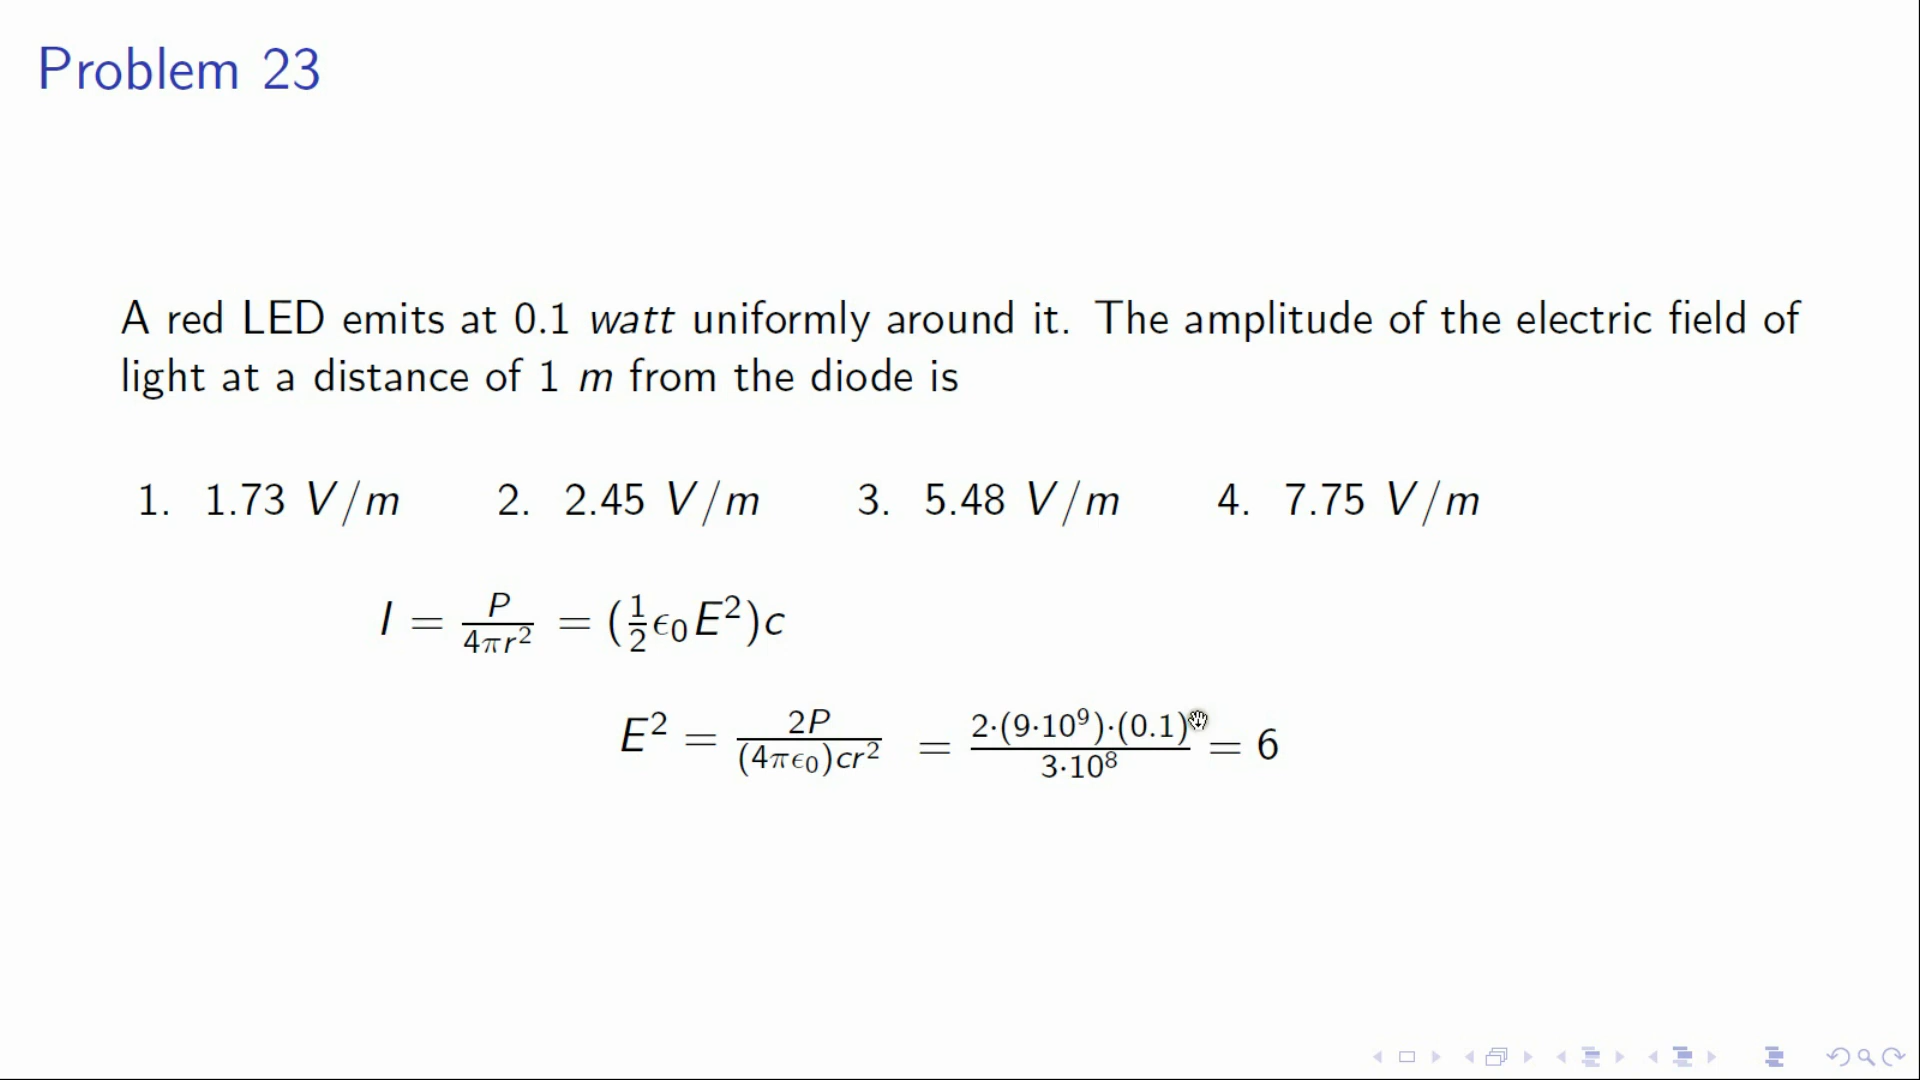 Problem 23
A red LED emits at 0.1 watt uniformly around it. The amplitude of the electric field of
light at a distance of 1 m from the diode is
1. 1.73 V/m 2. 2.45 V/m 3. 5.48 V/m 4. 7.75 V/m
I = P/4πr² = (½ϵ₀E²)c
E² = 2P/(4πϵ₀)cr² = 2·(9·10⁹)·(0.1)/3·10⁸ = 6